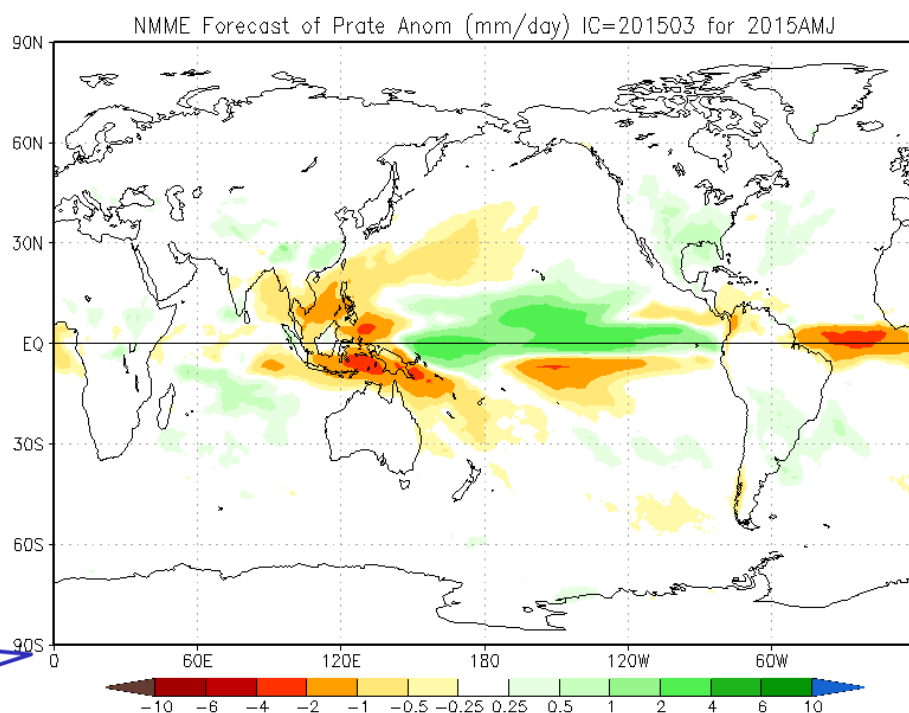 NMME Forecast of Prate Anom (mm/day) IC=201503 for 2015AMJ
90N
60N
30N
EQ
30S
60S
90S
0 60E 120E 180 120W 60W
-10 -6 -4 -2 -1 -0.5 -0.25 0.25 0.5 1 2 4 6 10